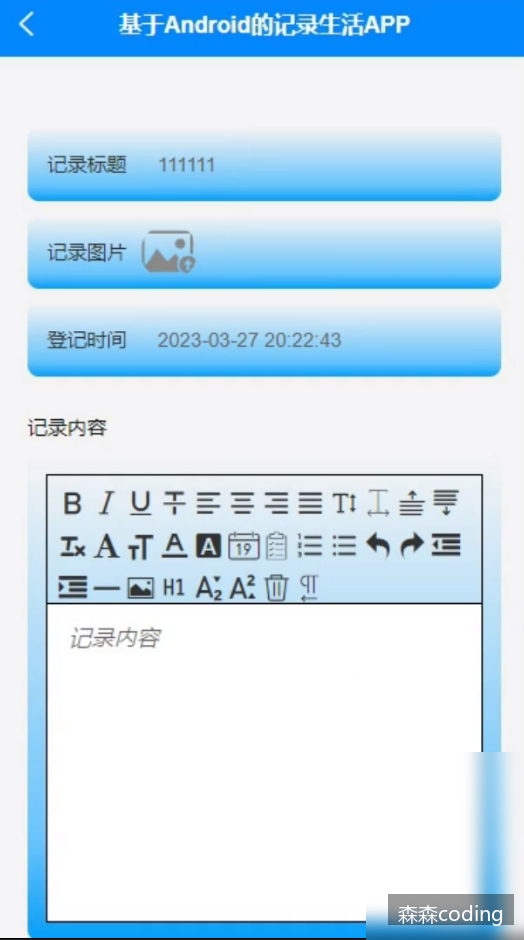 基于Android的记录生活APP
记录标题 111111
记录图片
登记时间 2023-03-27 20:22:43
记录内容
B I U T T
A T A A 19
H1 A2 A2
记录内容
森森coding